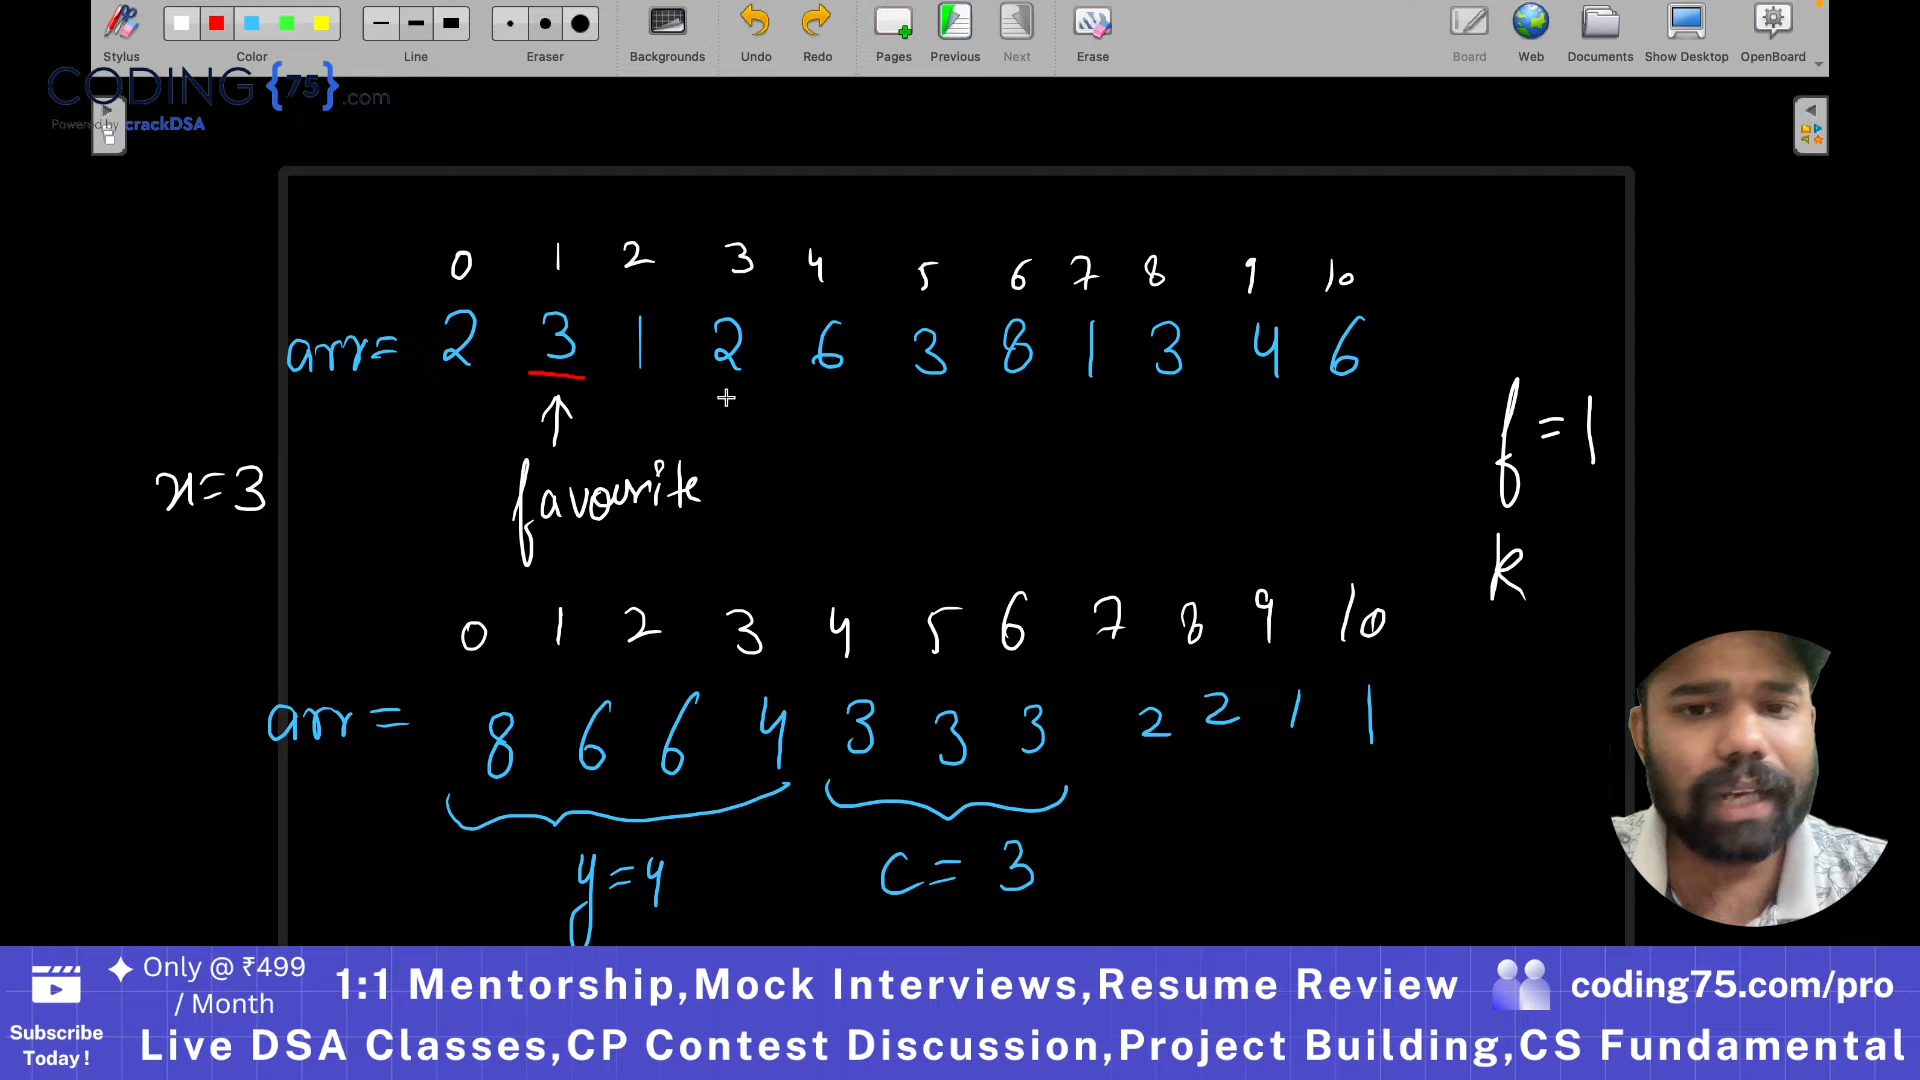 Stylus Color Line Eraser Backgrounds Undo Redo Pages Previous Next Erase Board Web Documents Show Desktop OpenBoard
CODING {75} .com
Powered by crackDSA
0 1 2 3 4 5 6 7 8 9 10
arr= 2 3 1 2 6 3 8 1 3 4 6
f = 1
x=3
favourite
k
0 1 2 3 4 5 6 7 8 9 10
arr = 8 6 6 4 3 3 3 2 2 1 1
y=4 c= 3
Only @ ₹499
/ Month
1:1 Mentorship,Mock Interviews,Resume Review
coding75.com/pro
Subscribe
Today !
Live DSA Classes,CP Contest Discussion,Project Building,CS Fundamental